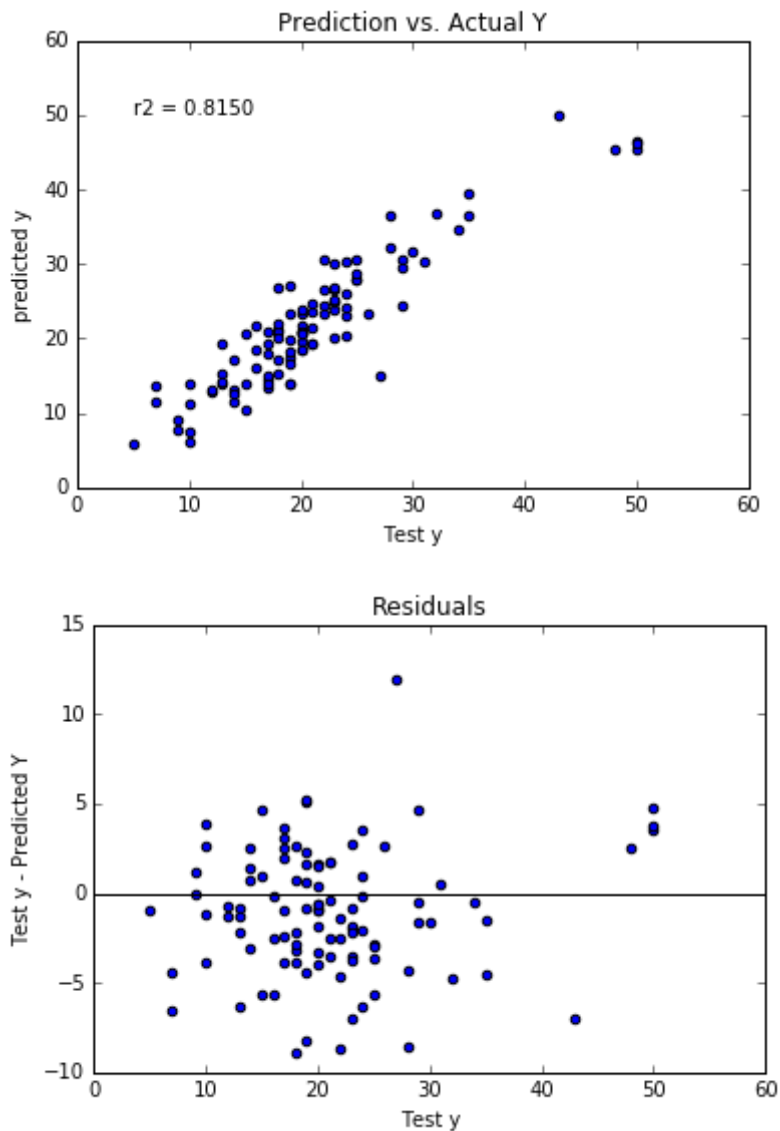 Prediction vs. Actual Y
60
50
40
30
20
10
0
r2 = 0.8150
predicted y
0 10 20 30 40 50 60
Test y
Residuals
15
10
5
0
−5
−10
Test y - Predicted Y
0 10 20 30 40 50 60
Test y